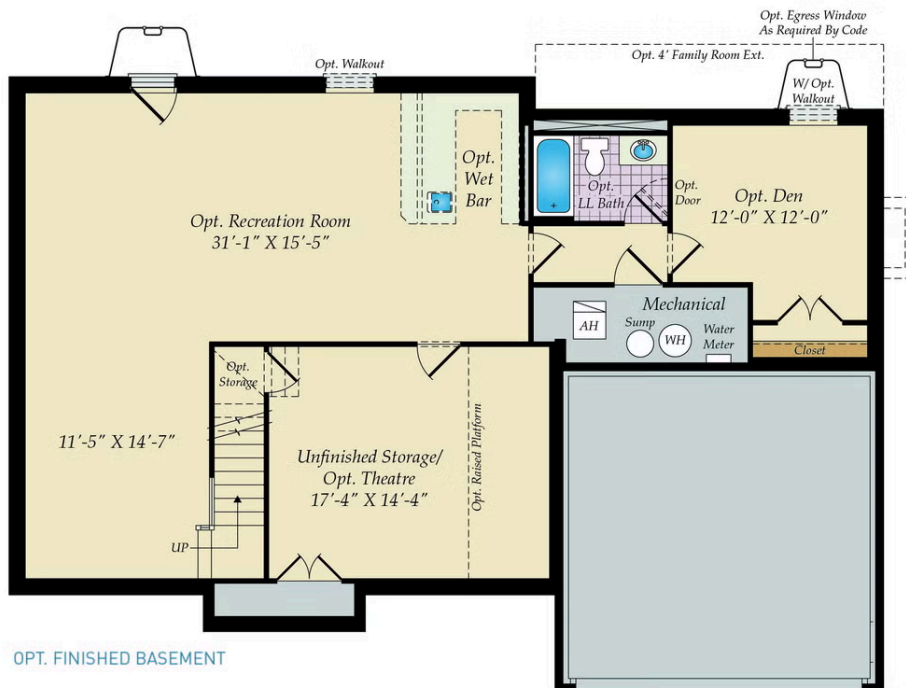 Opt. Egress Window
As Required By Code
Opt. 4' Family Room Ext.
Opt. Walkout
W/ Opt.
Walkout
Opt.
Wet
Bar
Opt.
LL Bath
Opt.
Door
Opt. Den
12'-0" X 12'-0"
Opt. Recreation Room
31'-1" X 15'-5"
Mechanical
AH
Sump
WH
Water
Meter
Closet
Opt.
Storage
11'-5" X 14'-7"
Unfinished Storage/
Opt. Theatre
17'-4" X 14'-4"
Opt. Raised Platform
UP
OPT. FINISHED BASEMENT